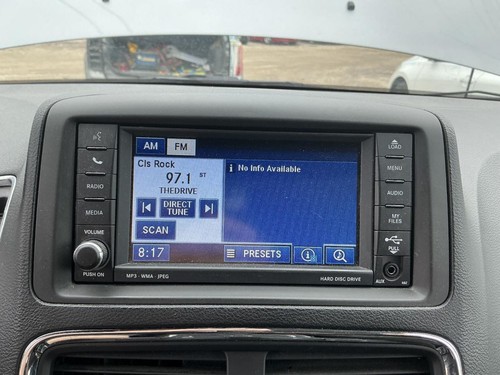 AM FM
Cls Rock
97.1 ST
THEDRIVE
DIRECT
TUNE
SCAN
8:17
i No Info Available
PRESETS
i
RADIO
MEDIA
VOLUME
PUSH ON
MP3 · WMA · JPEG
HARD DISC DRIVE
LOAD
MENU
AUDIO
MY
FILES
PULL
AUX